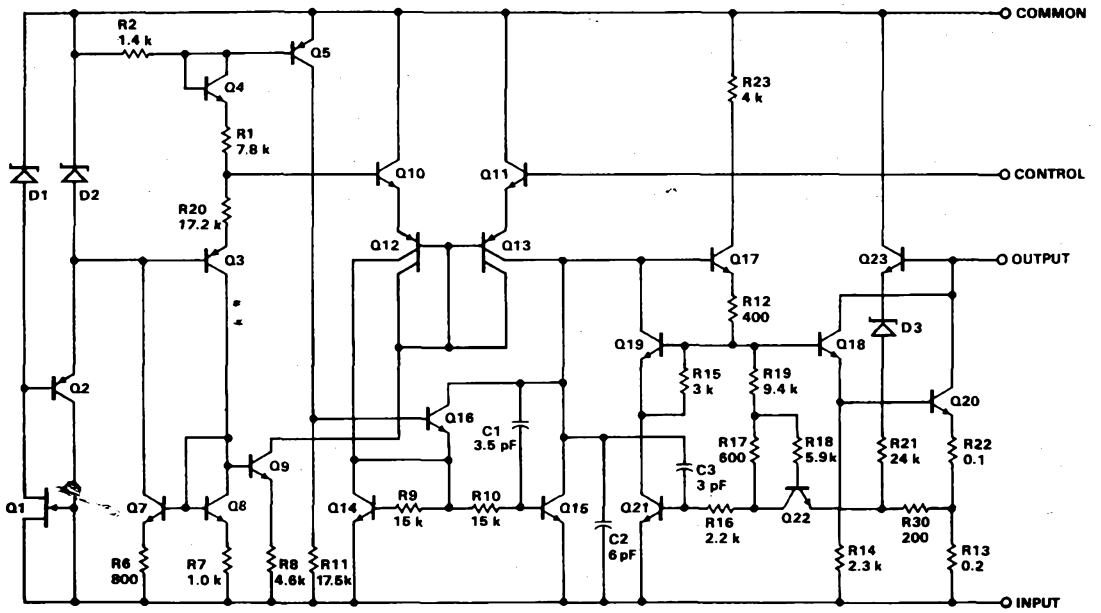 COMMON
R2
1.4 k
Q5
Q4
R23
4 k
R1
7.8 k
D1
D2
Q10
Q11
CONTROL
R20
17.2 k
Q12
Q13
Q3
Q17
Q23
OUTPUT
R12
400
D3
Q19
Q18
R15
3 k
R19
9.4 k
Q2
Q20
Q16
C1
3.5 pF
R17
600
R18
5.9k
R21
24 k
R22
0.1
Q9
C3
3 pF
Q1
Q7
Q8
Q14
R9
15 k
R10
15 k
Q15
Q21
R16
2.2 k
Q22
R30
200
C2
6 pF
R6
800
R7
1.0 k
R8
4.6k
R11
17.5k
R14
2.3 k
R13
0.2
INPUT